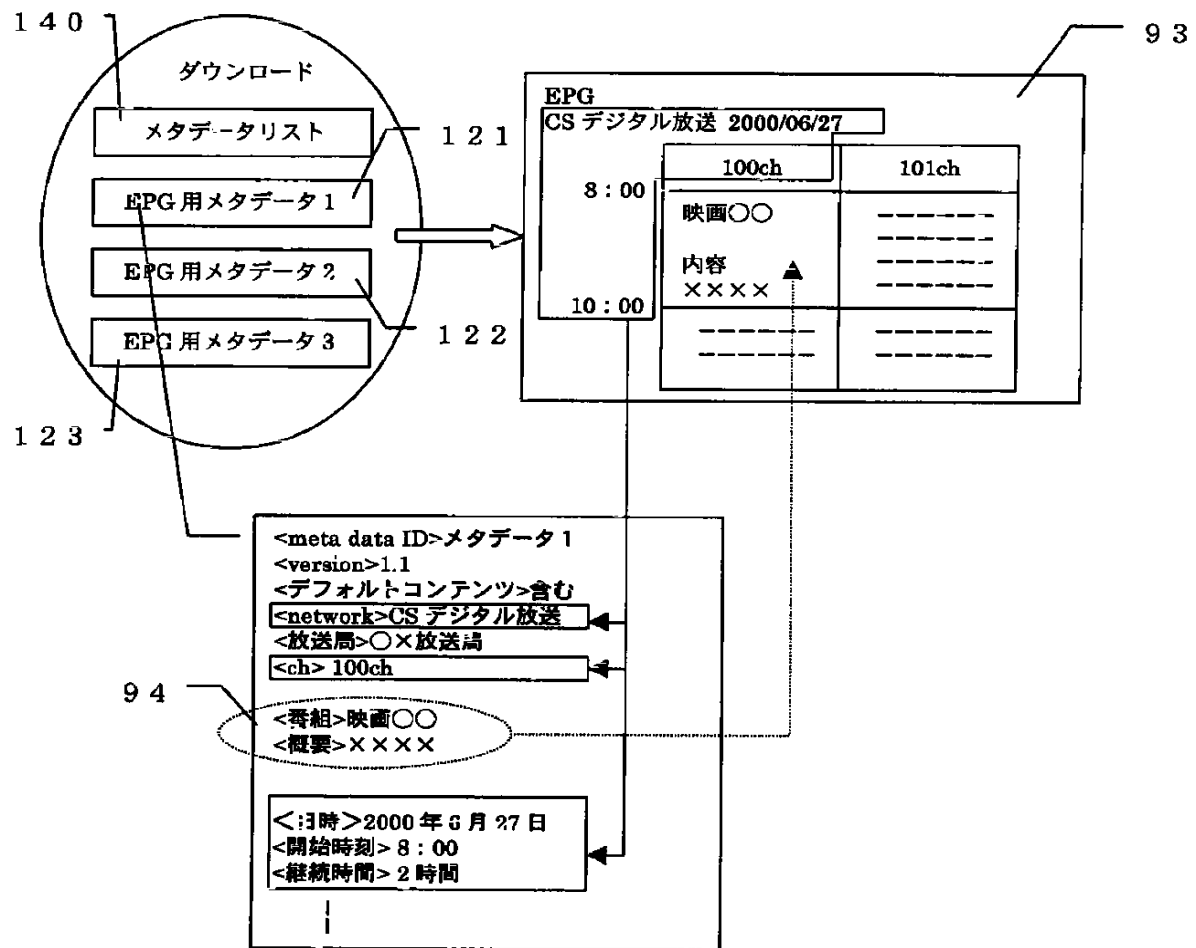 140
ダウンロード
メタデータリスト
EPG用メタデータ1
EPG用メタデータ2
EPG用メタデータ3
121
122
123
93
EPG
CSデジタル放送 2000/06/27
100ch
101ch
8：00
映画○○
内容
××××
10：00
<meta data ID>メタデータ1
<version>1.1
<デフォルトコンテンツ>含む
<network>CSデジタル放送
<放送局>○×放送局
<ch> 100ch
94
<番組>映画○○
<概要>××××
＜日時＞2000年6月27日
<開始時刻> 8：00
<継続時間> 2時間